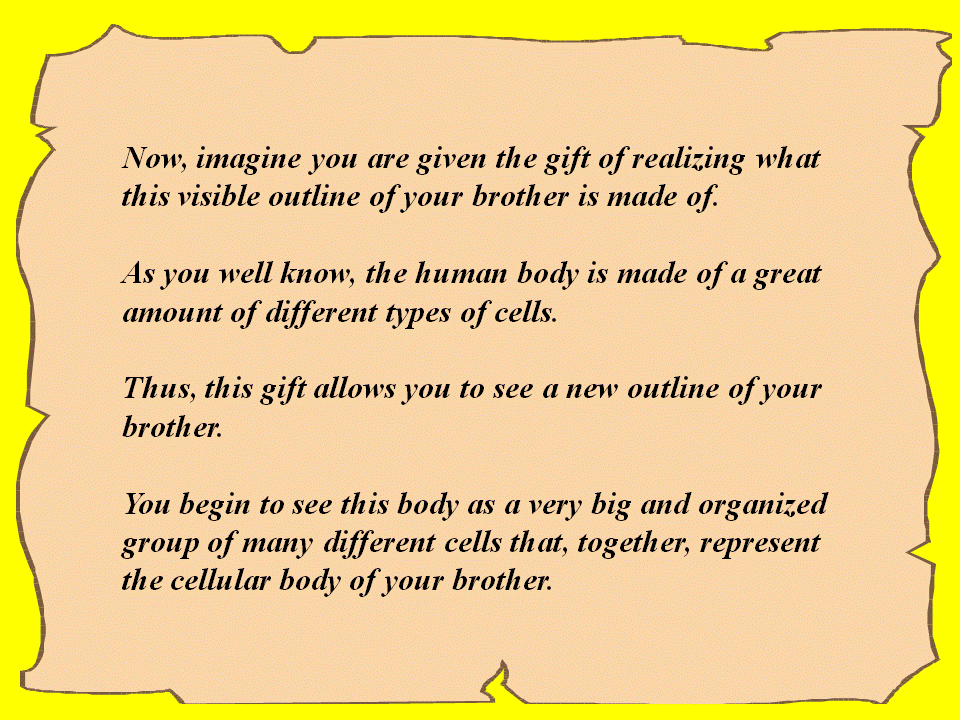 Now, imagine you are given the gift of realizing what
this visible outline of your brother is made of.
As you well know, the human body is made of a great
amount of different types of cells.
Thus, this gift allows you to see a new outline of your
brother.
You begin to see this body as a very big and organized
group of many different cells that, together, represent
the cellular body of your brother.